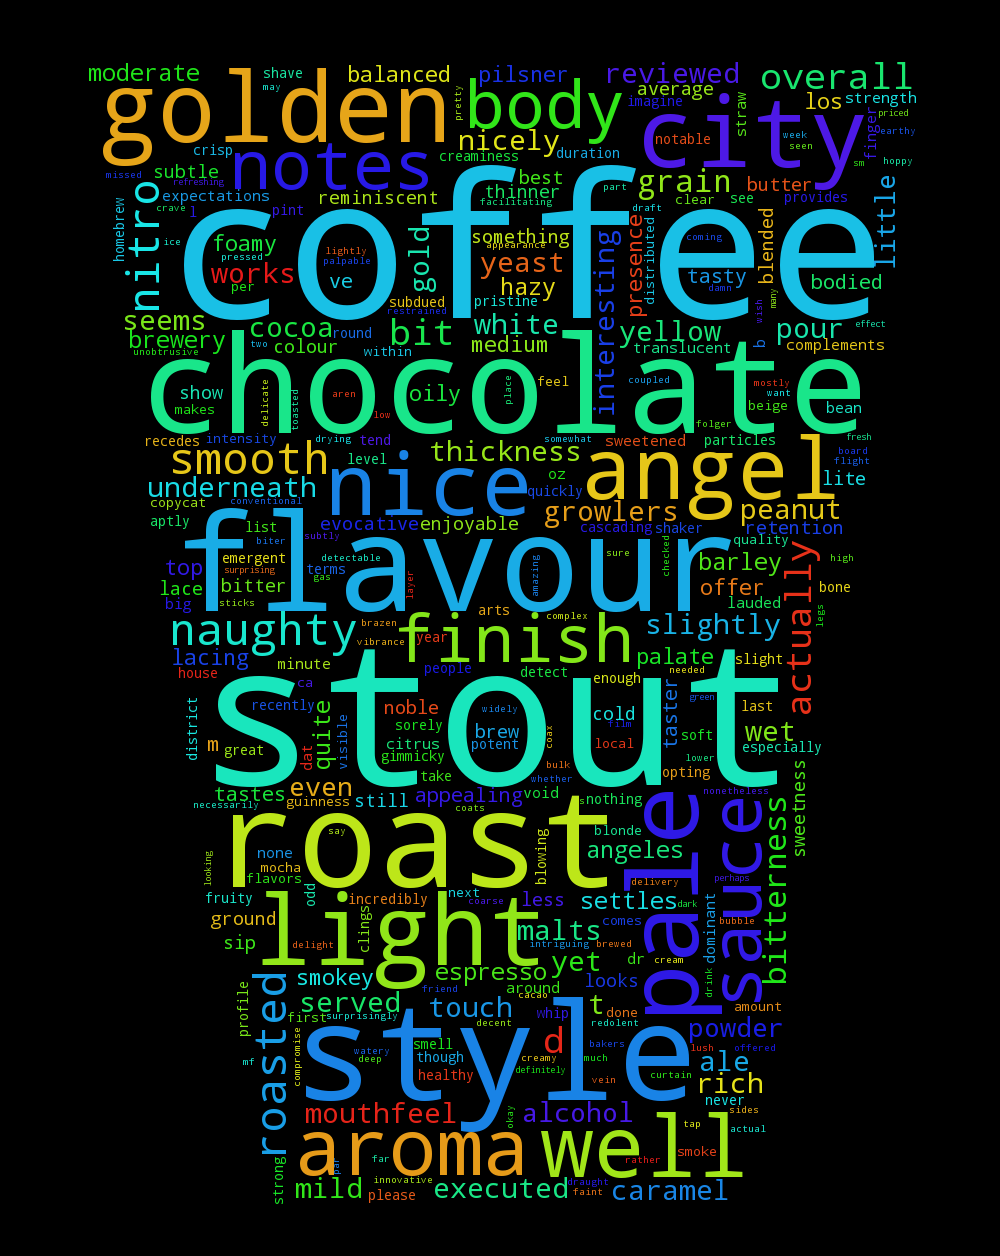 moderate
golden
shave
may
balanced
pretty
pilsner
body
reviewed
average
imagine
overall
los
strength
straw
city
notable
week
seen
finger
priced
earthy
hoppy
sm
crisp
notes
nicely
creaminess
duration
subtle
missed
refreshing
expectations
reminiscent
best
thinner
facilitating
part
grain
butter
clear
see
provides
draft
homebrew
nitro
crave
l
ice
pint
coffee
foamy
pressed
works
per
lightly
palpable
ve
gold
something
appearance
yeast
hazy
interesting
presence
distributed
coming
tasty
blended
little
bodied
damn
many
subdued
restrained
pristine
seems
brewery
unobtrusive
cocoa
colour
two
round
within
bit
white
medium
yellow
translucent
wish
b
pour
effect
complements
chocolate
show
makes
delicate
toasted
aren
low
oily
place
feel
coupled
mostly
want
beige
bean
folger
recedes
intensity
drying
tend
level
thickness
somewhat
sweetened
particles
fresh
board
flight
smooth
underneath
conventional
nice
oz
quickly
angel
lite
copycat
aptly
list
biter
evocative
subtly
enjoyable
growlers
cascading
shaker
peanut
retention
quality
top
lace
big
emergent
surprising
bitter
sticks
terms
detectable
gas
flavour
layer
amazing
sure
checked
barley
offer
lauded
high
bone
legs
actually
naughty
brazen
vibrance
arts
year
finish
complex
slightly
lacing
house
minute
ca
people
detect
enough
needed
palate
slight
district
recently
stout
noble
sorely
widely
brew
potent
coax
cold
film
local
taster
green
soft
lower
last
wet
especially
m
great
dat
quite
visible
citrus
gimmicky
take
bulk
whether
opting
tastes
necessarily
even
guinness
still
appealing
coats
void
s
nothing
nonetheless
sweetness
roast
say
none
mocha
flavors
looking
blowing
blonde
angeles
pale
sauce
bitterness
perhaps
fruity
odd
incredibly
next
coarse
less
delivery
settles
dark
ground
sip
light
delight
clings
malts
intriguing
brewed
comes
dominant
bubble
smokey
espresso
yet
dr
cream
looks
drink
roasted
profile
served
first
surprisingly
friend
around
touch
cacao
decent
whip
t
redolent
done
amount
powder
offered
style
mf
compromise
watery
deep
smell
though
healthy
d
creamy
definitely
much
bakers
vein
curtain
lush
ale
rich
never
mouthfeel
okay
alcohol
tap
sides
actual
aroma
well
par
far
rather
smoke
strong
mild
please
innovative
executed
draught
faint
caramel